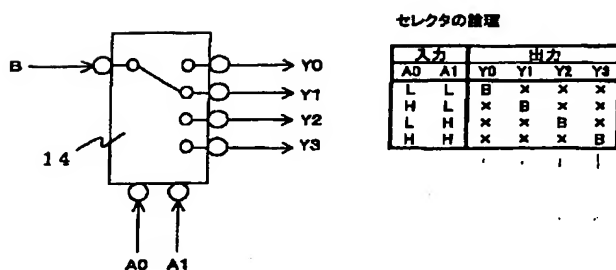 セレクタの論理
B
Y0
Y1
Y2
Y3
14
A0 A1
入力 出力
A0 A1 Y0 Y1 Y2 Y3
L L B × × ×
H L × B × ×
L H × × B ×
H H × × × B